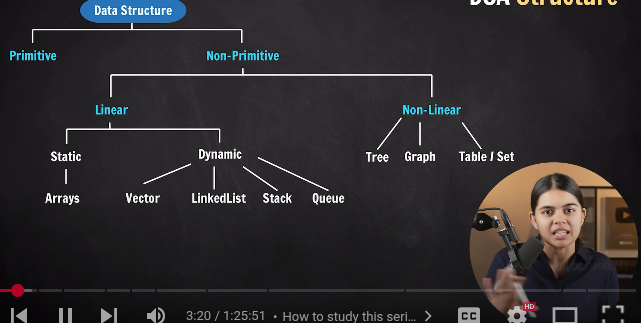 DSA Structure
Data Structure
Primitive
Non-Primitive
Linear
Non-Linear
Static
Dynamic
Tree
Graph
Table / Set
Arrays
Vector
LinkedList
Stack
Queue
3:20 / 1:25:51 • How to study this seri...
CC
HD